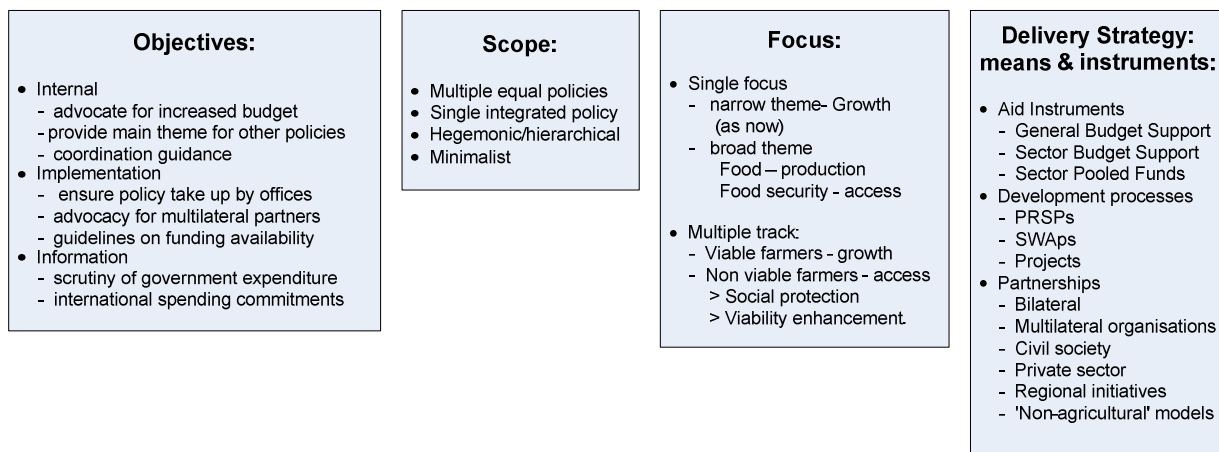 Objectives:
• Internal
- advocate for increased budget
- provide main theme for other policies
- coordination guidance
• Implementation
- ensure policy take up by offices
- advocacy for multilateral partners
- guidelines on funding availability
• Information
- scrutiny of government expenditure
- international spending commitments
Scope:
• Multiple equal policies
• Single integrated policy
• Hegemonic/hierarchical
• Minimalist
Focus:
• Single focus
- narrow theme– Growth
(as now)
- broad theme
Food – production
Food security - access
• Multiple track:
- Viable farmers - growth
- Non viable farmers - access
> Social protection
> Viability enhancement.
Delivery Strategy:
means & instruments:
• Aid Instruments
- General Budget Support
- Sector Budget Support
- Sector Pooled Funds
• Development processes
- PRSPs
- SWAps
- Projects
• Partnerships
- Bilateral
- Multilateral organisations
- Civil society
- Private sector
- Regional initiatives
- 'Non–agricultural' models